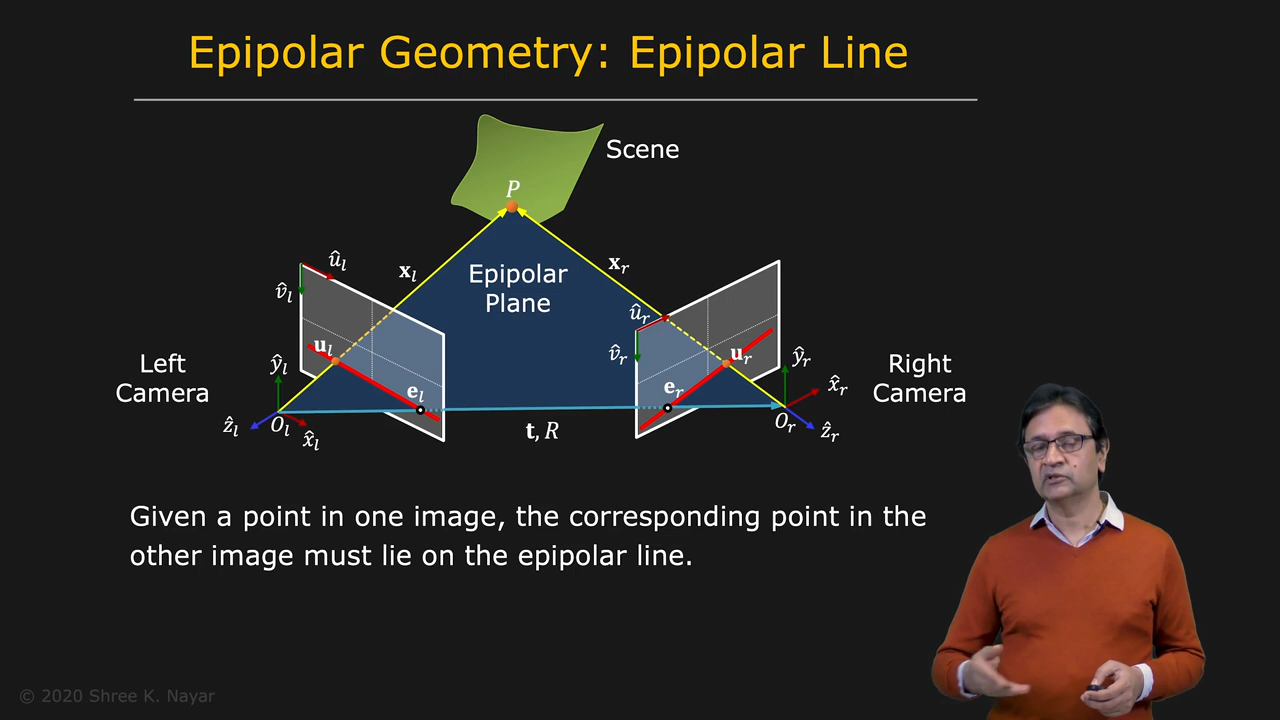 Epipolar Geometry: Epipolar Line
Scene
P
x_l
x_r
Epipolar
Plane
û_l
v̂_l
û_r
v̂_r
u_l
u_r
Left
Camera
ŷ_l
e_l
e_r
ŷ_r
x̂_r
Right
Camera
ẑ_l
O_l
x̂_l
t, R
O_r
ẑ_r
Given a point in one image, the corresponding point in the
other image must lie on the epipolar line.
© 2020 Shree K. Nayar